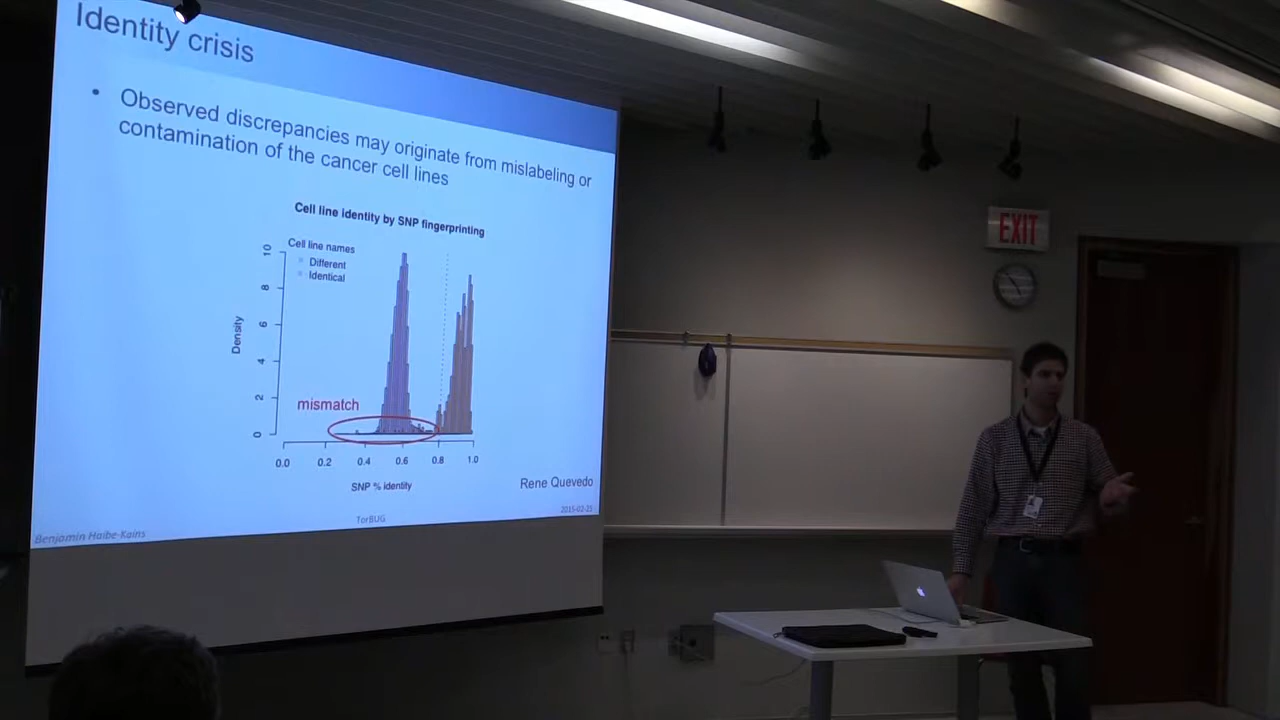 Identity crisis
• Observed discrepancies may originate from mislabeling or
contamination of the cancer cell lines
Cell line identity by SNP fingerprinting
Cell line names
Different
Identical
Density
0 2 4 6 8 10
mismatch
0.0 0.2 0.4 0.6 0.8 1.0
SNP % identity
Rene Quevedo
Benjamin Haibe-Kains
TorBUG
EXIT